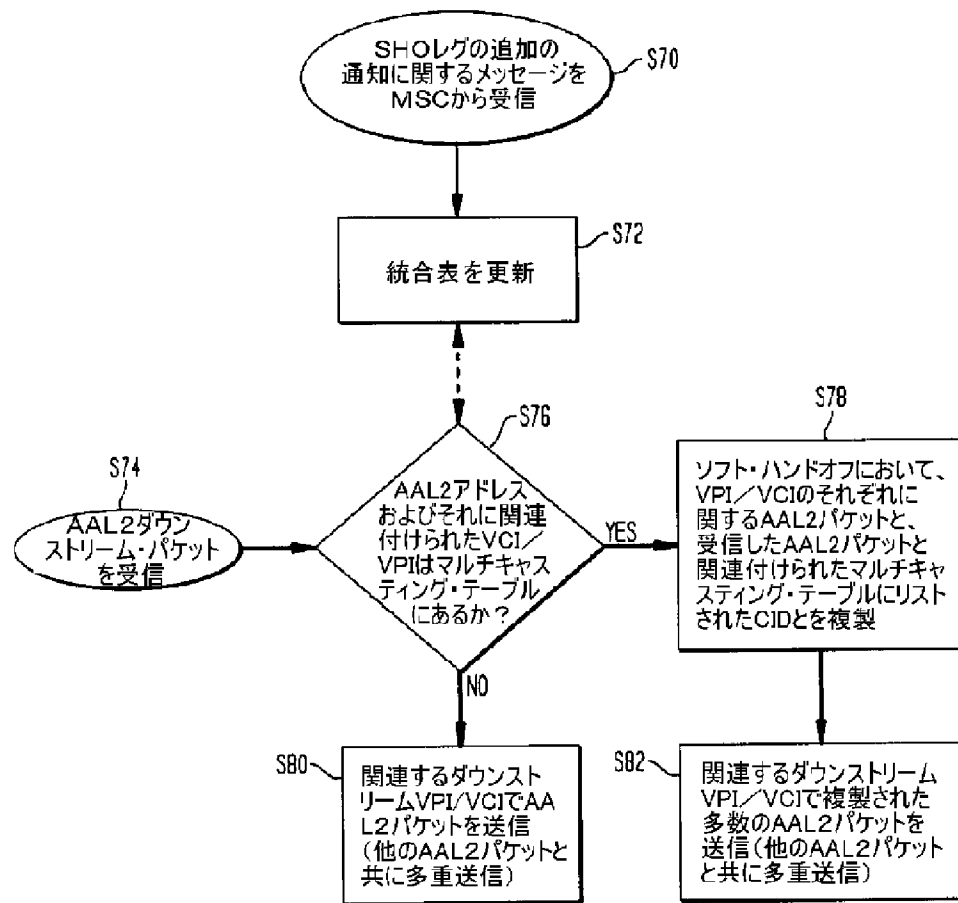 SHOレグの追加の
通知に関するメッセージを
MSCから受信
S70
統合表を更新
S72
S74
AAL2ダウン
ストリーム・パケット
を受信
S76
AAL2アドレス
およびそれに関連
付けられたVCI/
VPIはマルチキャス
ティング・テーブル
にあるか?
YES
NO
S78
ソフト・ハンドオフにおいて、
VPI/VCIのそれぞれに
関するAAL2パケットと、
受信したAAL2パケットと
関連付けられたマルチキャ
スティング・テーブルにリスト
されたCIDとを複製
S80
関連するダウンスト
リームVPI/VCIでAA
L2パケットを送信
(他のAAL2パケットと
共に多重送信)
S82
関連するダウンストリーム
VPI/VCIで複製された
多数のAAL2パケットを
送信(他のAAL2パケット
と共に多重送信)